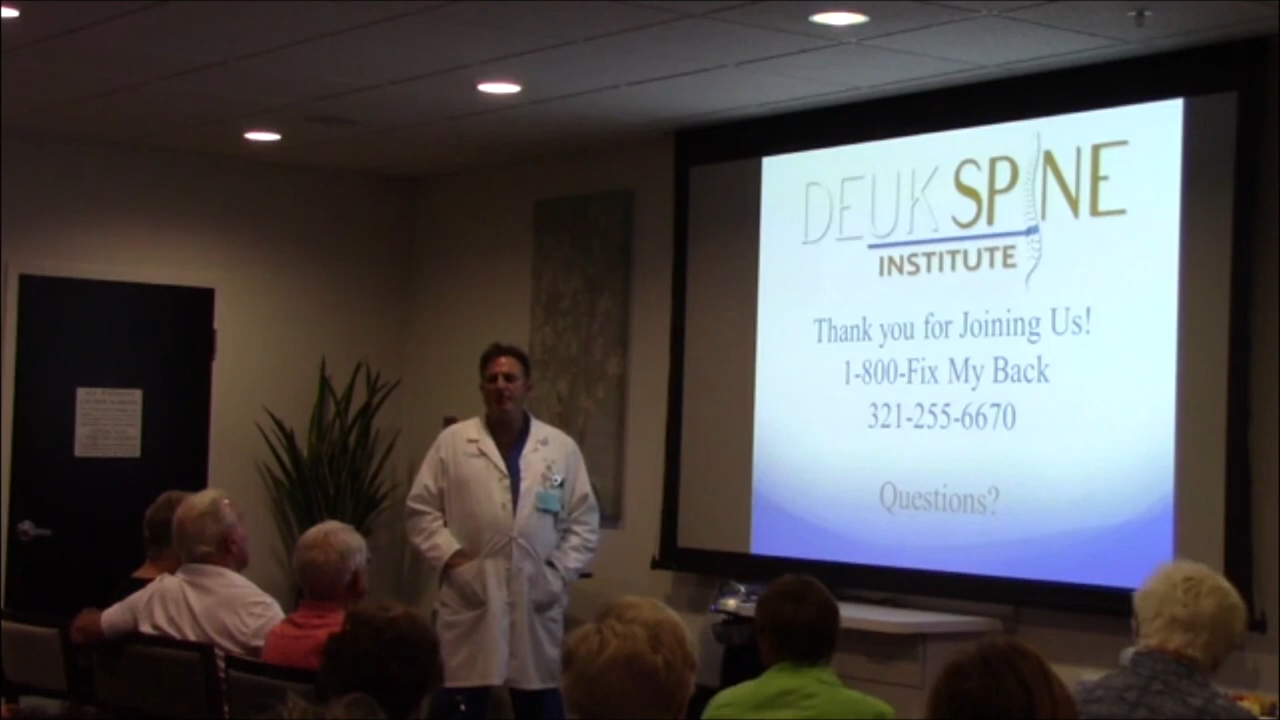 DEUK SPINE
INSTITUTE
Thank you for Joining Us!
1-800-Fix My Back
321-255-6670
Questions?